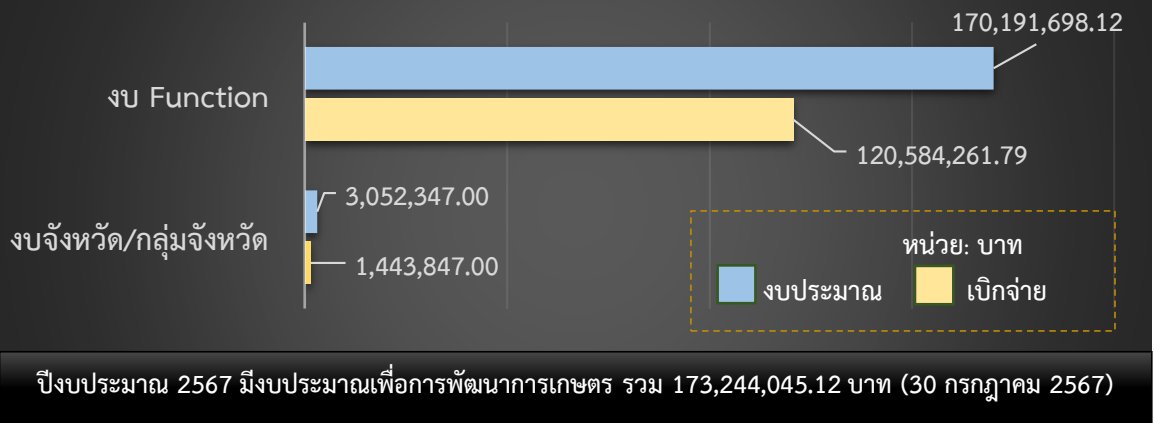 170,191,698.12
งบ Function
120,584,261.79
3,052,347.00
งบจังหวัด/กลุ่มจังหวัด
1,443,847.00
หน่วย: บาท
งบประมาณ เบิกจ่าย
ปีงบประมาณ 2567 มีงบประมาณเพื่อการพัฒนาการเกษตร รวม 173,244,045.12 บาท (30 กรกฎาคม 2567)